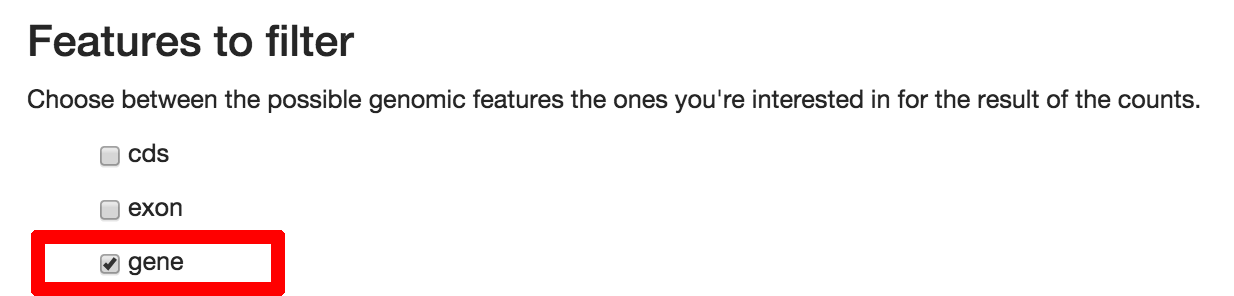 Features to filter
Choose between the possible genomic features the ones you're interested in for the result of the counts.
cds
exon
gene